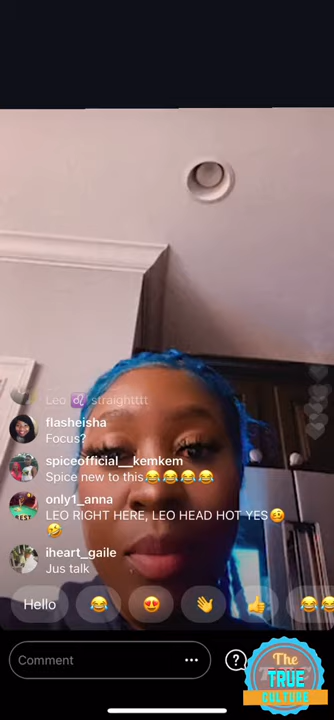 Leo ♌ straightttt
flasheisha
Focus?
spiceofficial__kemkem
Spice new to this😂😂😂😂
only1_anna
LEO RIGHT HERE, LEO HEAD HOT YES🤕
🤣
iheart_gaile
Jus talk
Hello 😂 😍 👋 👍 😂😂
Comment ... ?
The
TRUE
CULTURE